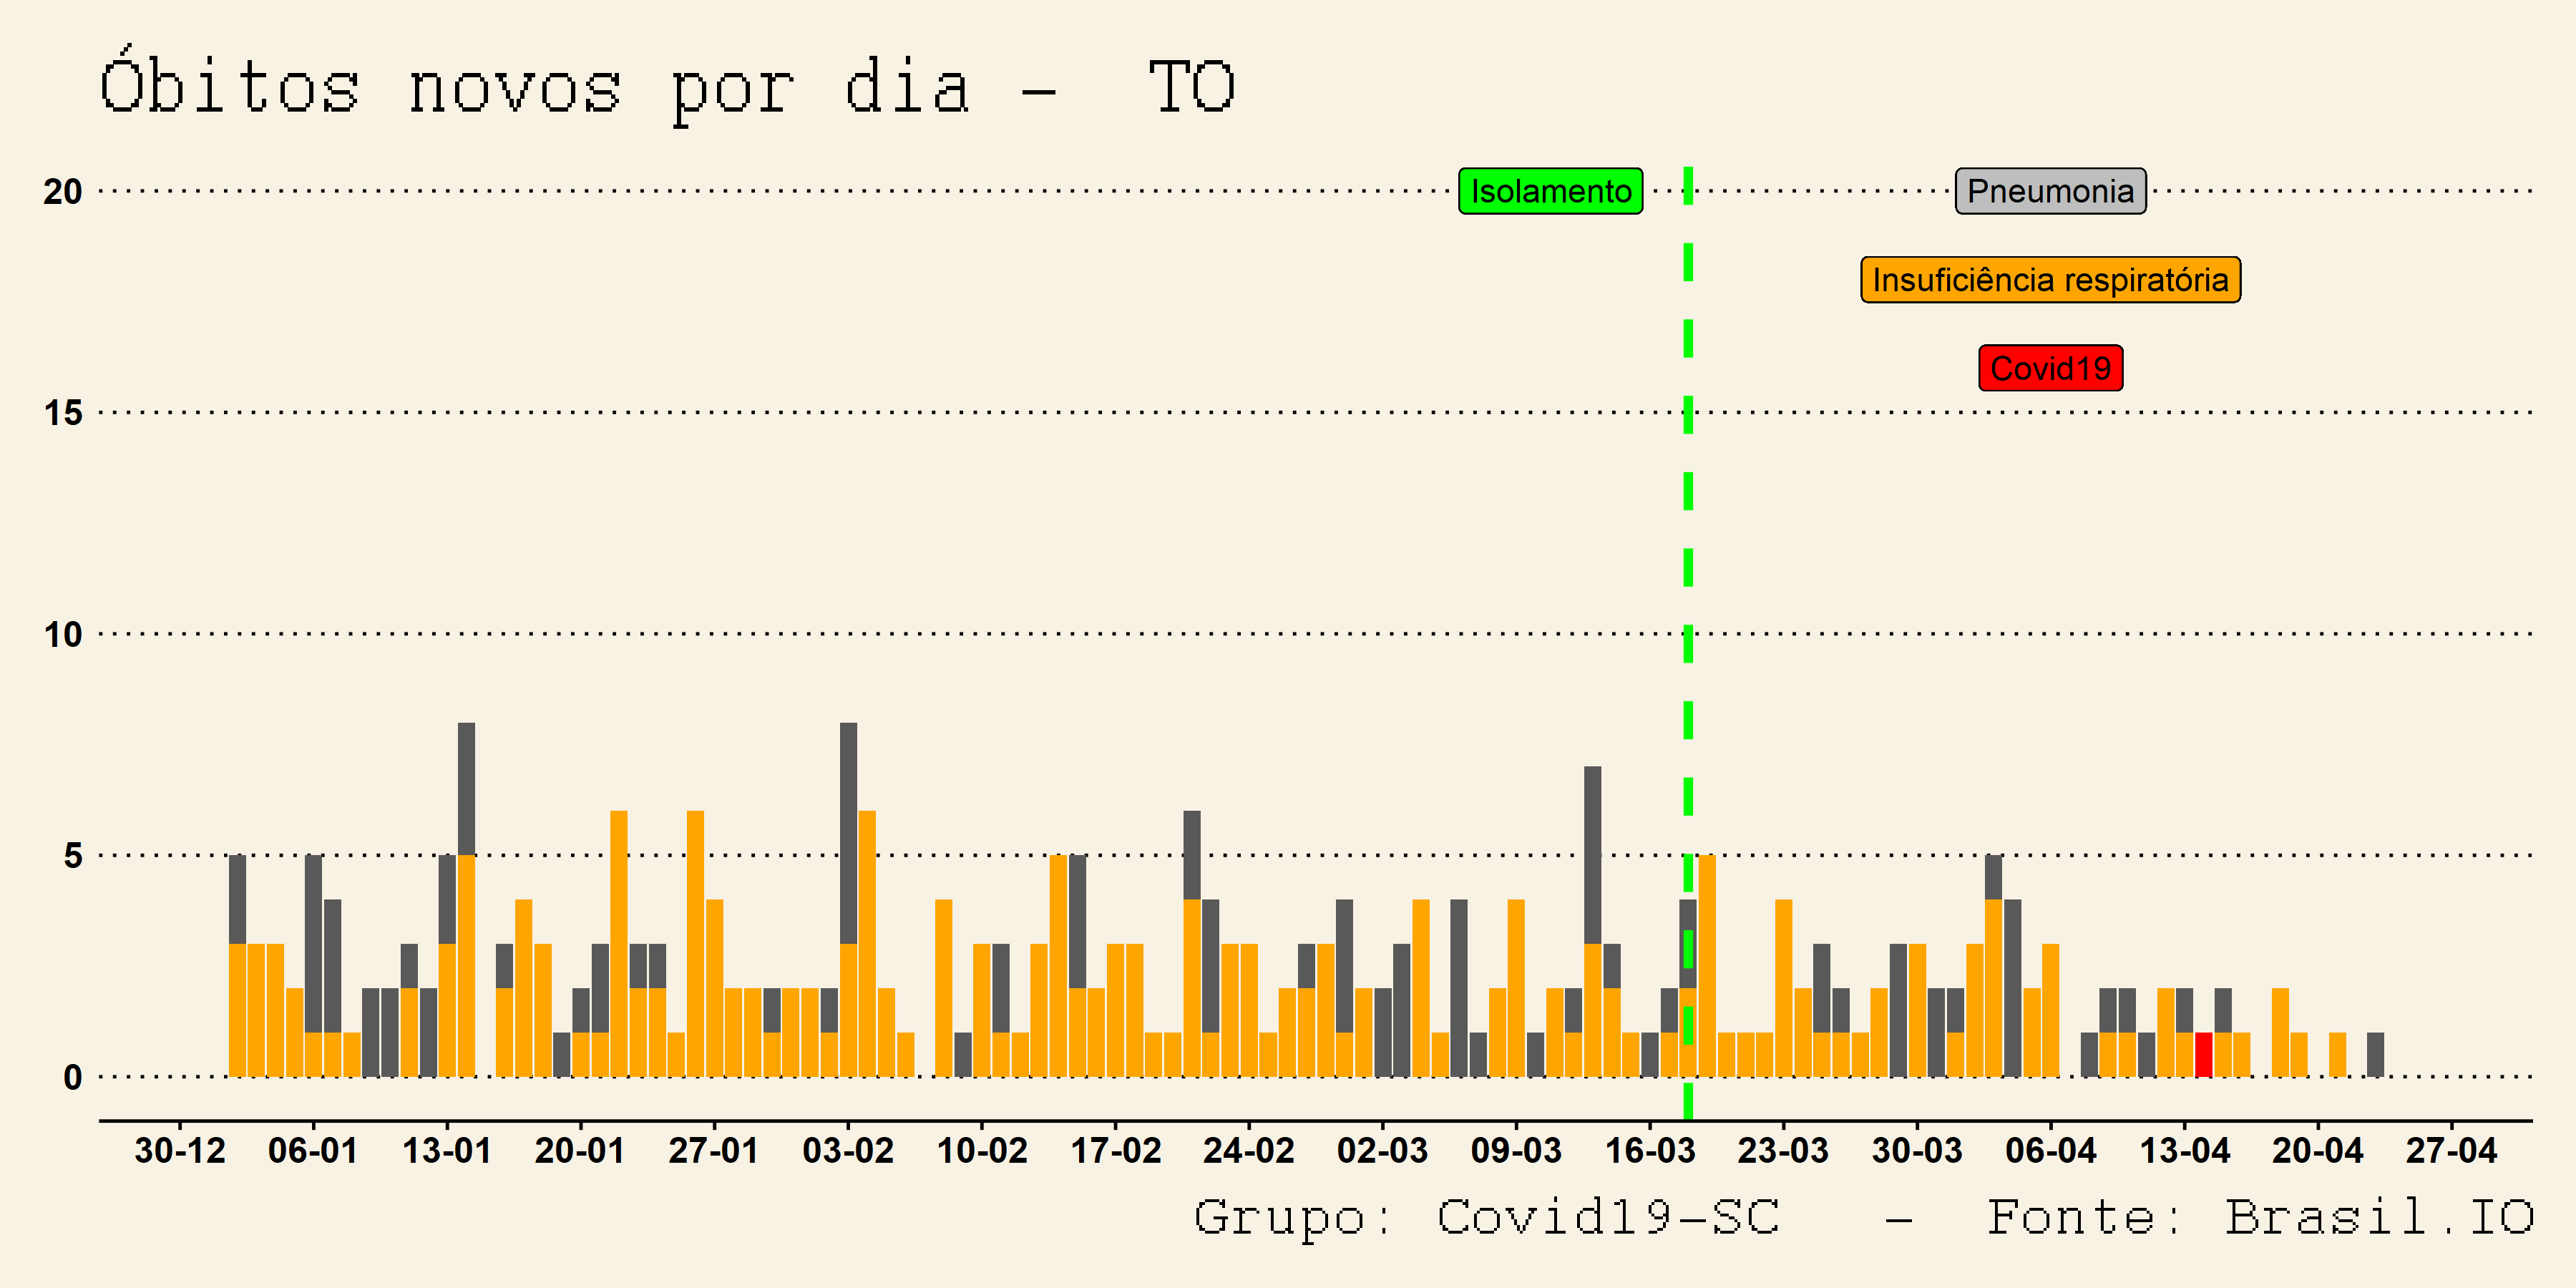 Óbitos novos por dia - TO
20
Isolamento
Pneumonia
Insuficiência respiratória
Covid19
15
10
5
0
30-12 06-01 13-01 20-01 27-01 03-02 10-02 17-02 24-02 02-03 09-03 16-03 23-03 30-03 06-04 13-04 20-04 27-04
Grupo: Covid19-SC - Fonte: Brasil.IO